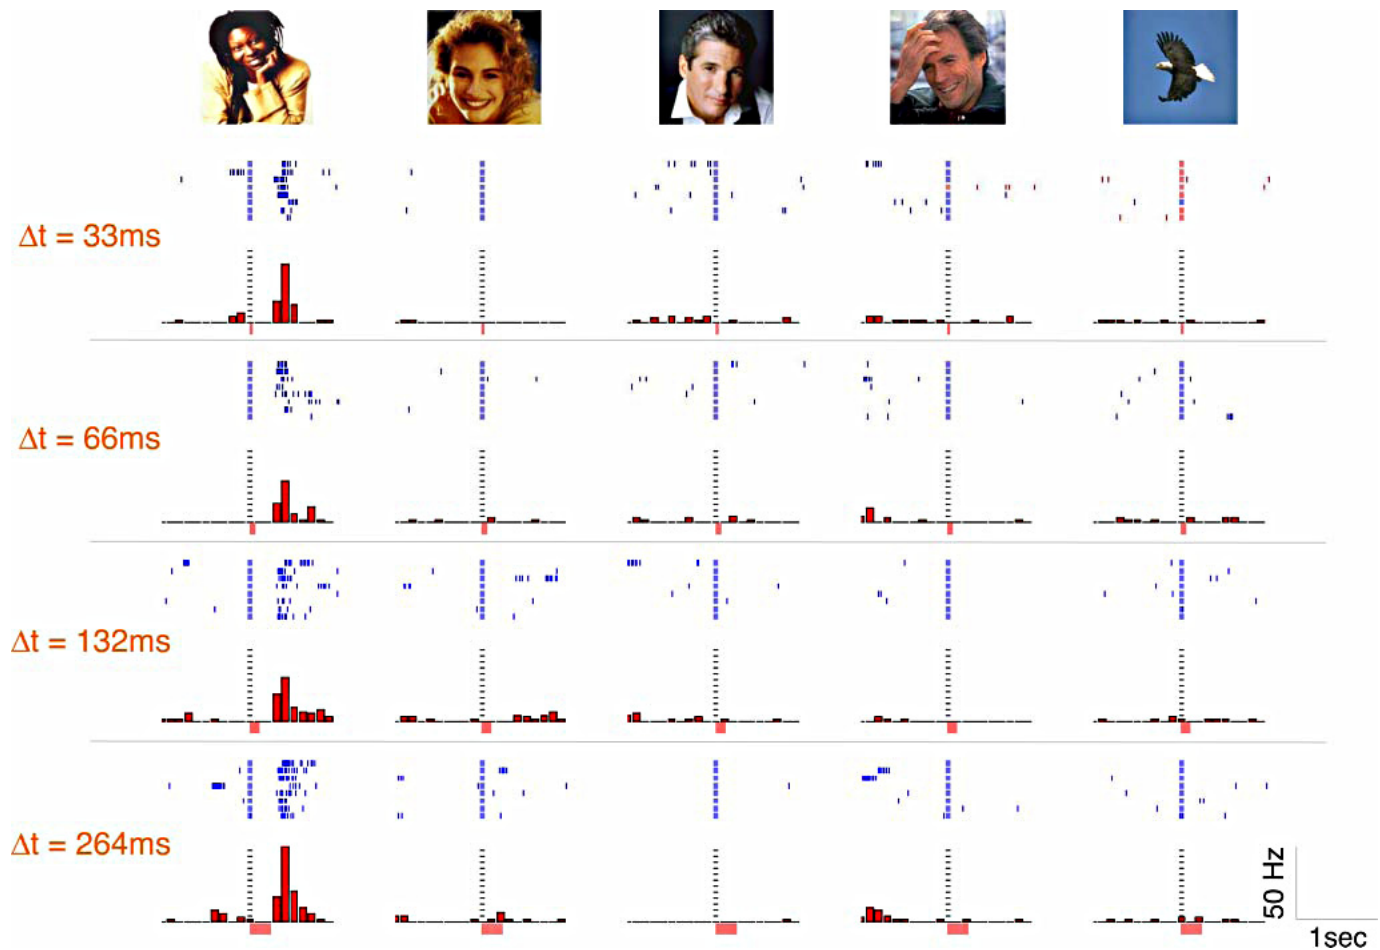 Δt = 33ms
Δt = 66ms
Δt = 132ms
Δt = 264ms
50 Hz
1sec